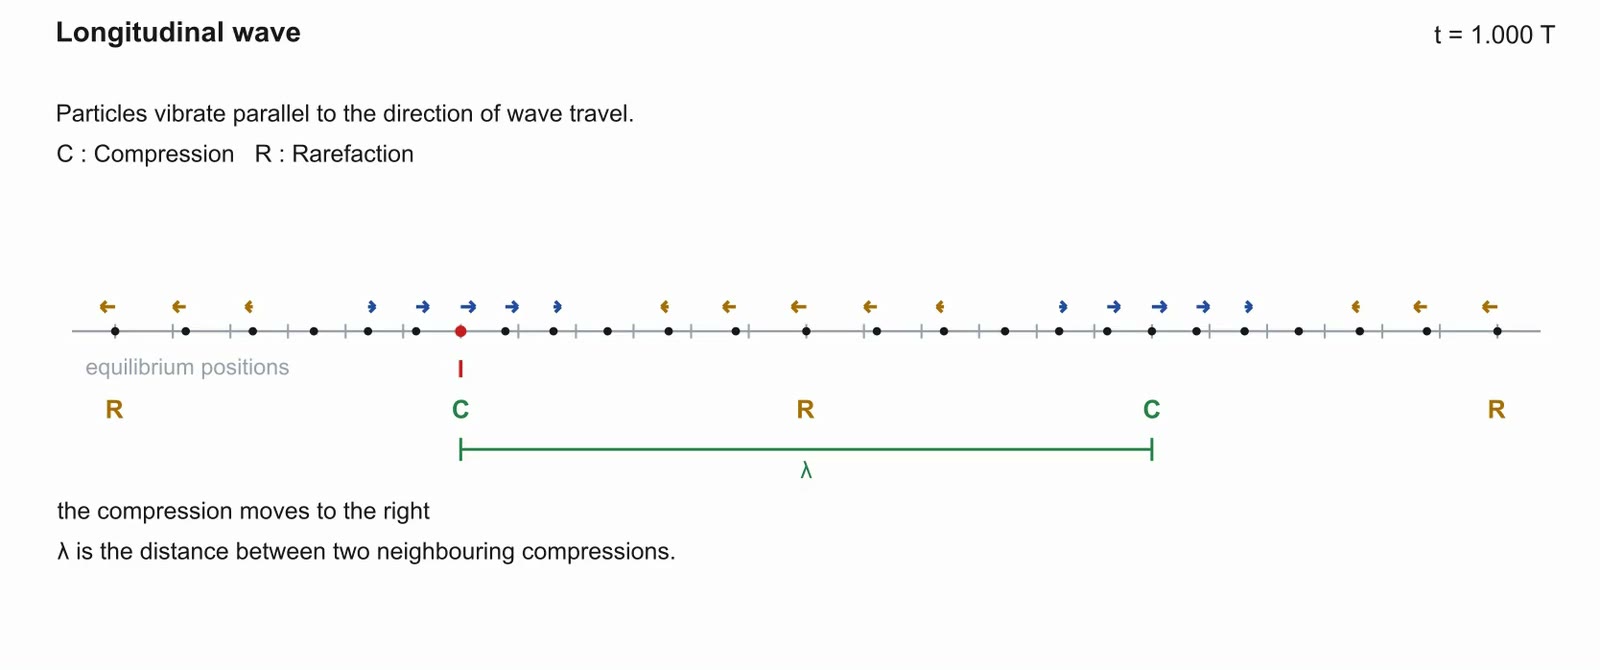 Longitudinal wave
t = 1.000 T
Particles vibrate parallel to the direction of wave travel.
C : Compression R : Rarefaction
equilibrium positions
R C R C R
λ
the compression moves to the right
λ is the distance between two neighbouring compressions.